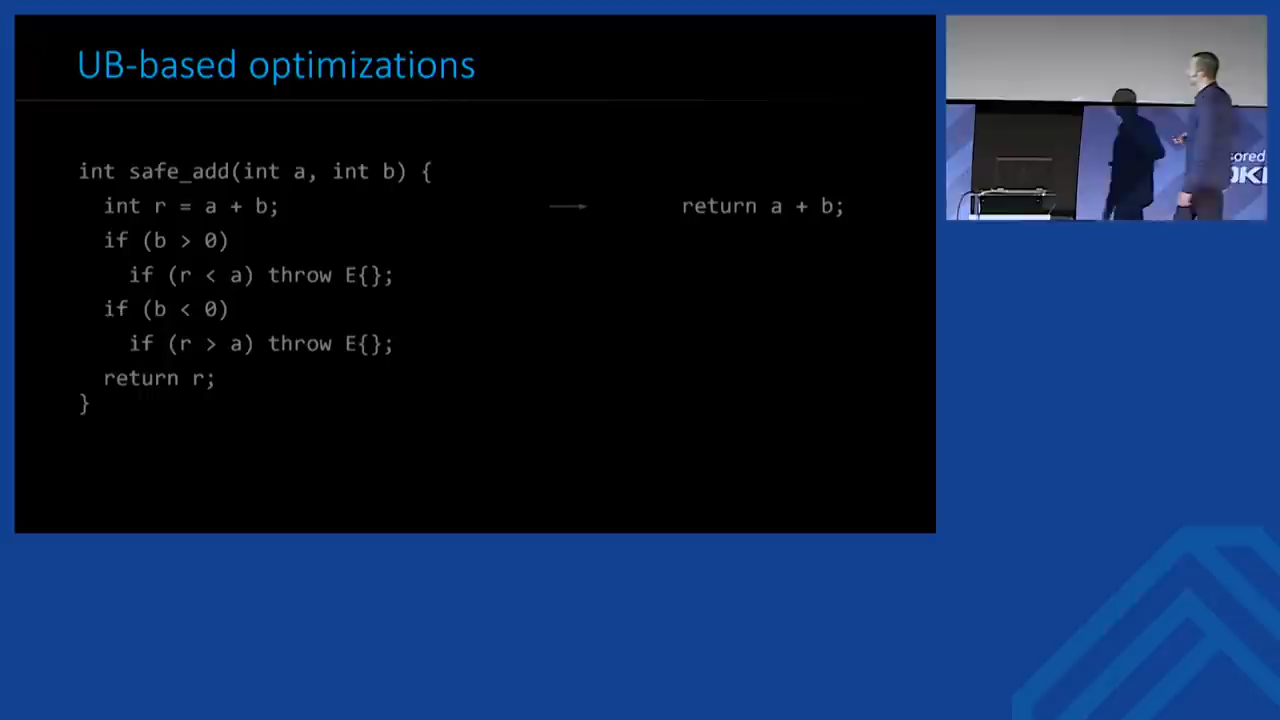 UB-based optimizations
int safe_add(int a, int b) {
int r = a + b;
return a + b;
if (b > 0)
if (r < a) throw E{};
if (b < 0)
if (r > a) throw E{};
return r;
}